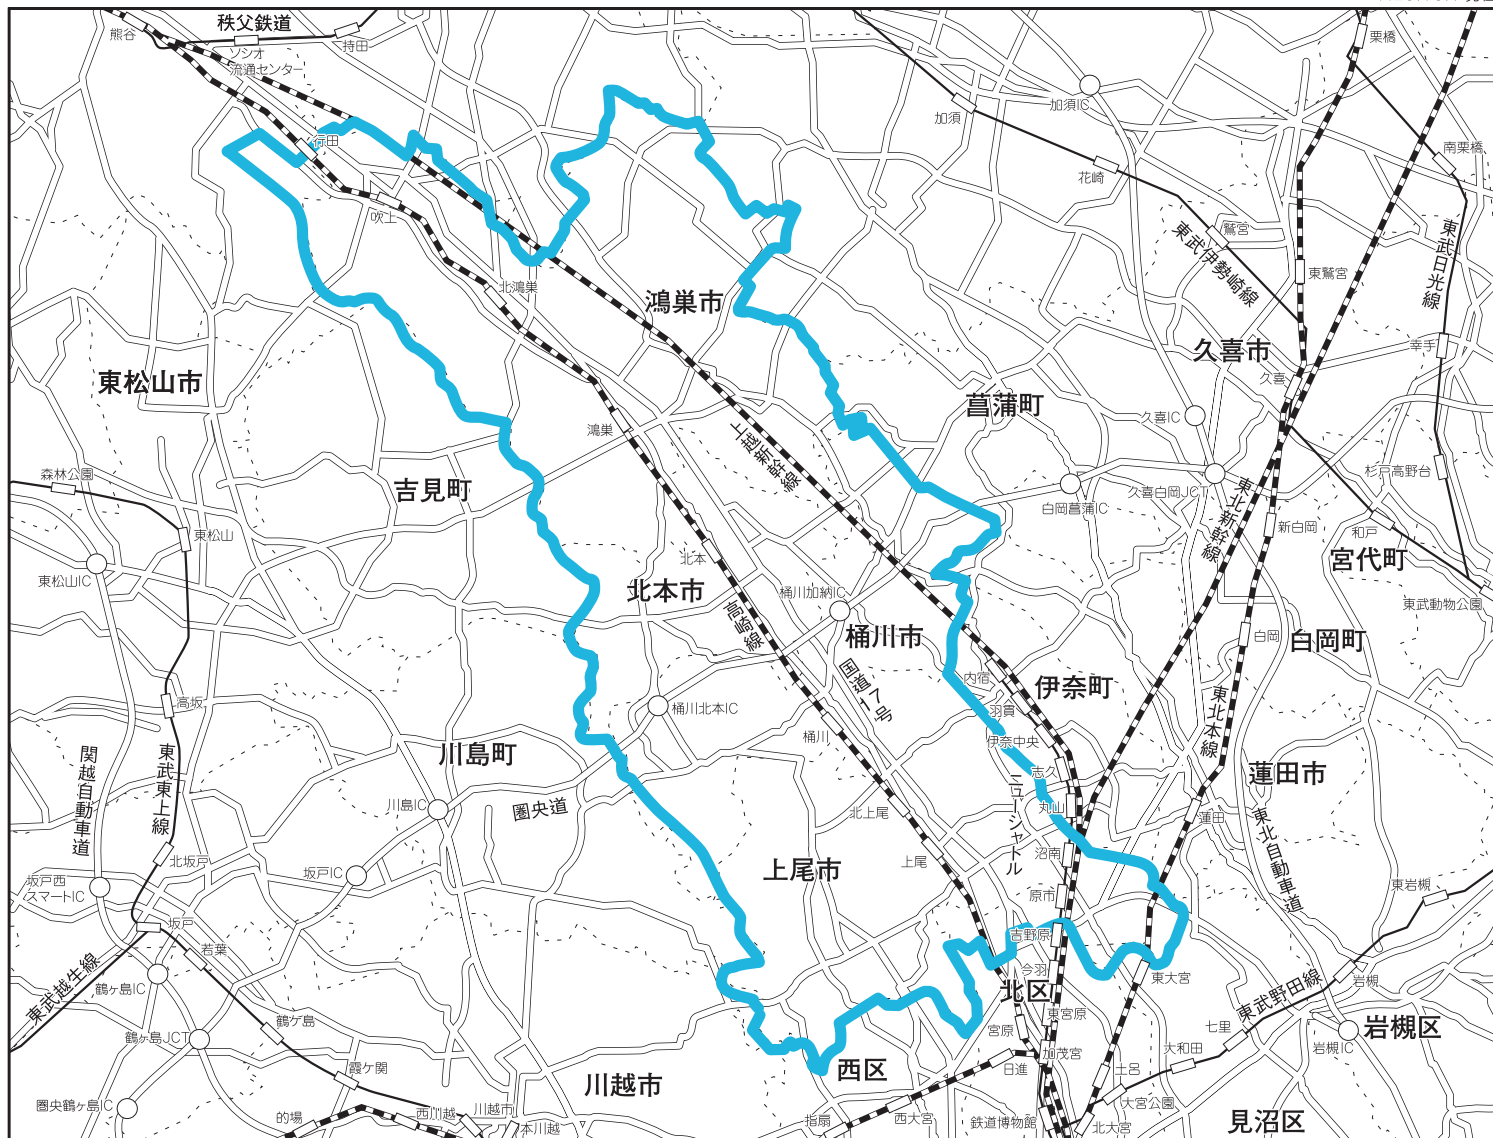 熊谷
秩父鉄道
ソシオ
流通センター
持田
栗橋
加須
加須IC
南栗橋
行田
花崎
吹上
鷲宮
東武伊勢崎線
東鷲宮
東武日光線
北鴻巣
鴻巣市
久喜市
幸手
東松山市
久喜
菖蒲町
久喜IC
鴻巣
上越新幹線
森林公園
吉見町
杉戸高野台
久喜白岡JCT
白岡菖蒲IC
東北新幹線
新白岡
和戸
東松山
宮代町
北本
東松山IC
北本市
桶川加納IC
東武動物公園
高崎線
桶川市
白岡
白岡町
国道17号
内宿
伊奈町
高坂
桶川北本IC
羽貫
東北本線
桶川
伊奈中央
関越自動車道
東武東上線
川島町
志久
蓮田市
ニューシャトル
川島IC
圏央道
丸山
北上尾
蓮田
東北自動車道
北坂戸
沼南
上尾
坂戸IC
上尾市
坂戸西
スマートIC
原市
東岩槻
坂戸
吉野原
若葉
今羽
東武越生線
鶴ヶ島IC
北区
東大宮
岩槻
東武野田線
鶴ケ島
宮原
東宮原
七里
岩槻区
鶴ヶ島JCT
岩槻IC
加茂宮
大和田
霞ケ関
西区
日進
土呂
川越市
圏央鶴ヶ島IC
的場
西川越
川越市
本川越
指扇
西大宮
鉄道博物館
大宮公園
北大宮
見沼区